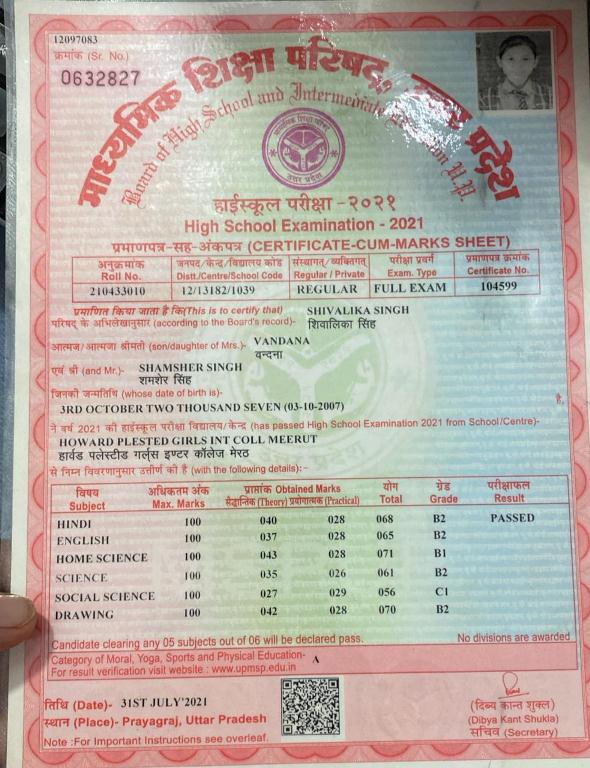 12097083
क्रमांक (Sr. No.)
0632827
माध्यमिक शिक्षा परिषद्, उत्तर प्रदेश
Board of High School and Intermediate Education U.P.
माध्यमिक शिक्षा परिषद्
उत्तर प्रदेश
हाईस्कूल परीक्षा -२०२१
High School Examination - 2021
प्रमाणपत्र-सह-अंकपत्र (CERTIFICATE-CUM-MARKS SHEET)
अनुक्रमांक जनपद/केन्द्र/विद्यालय कोड संस्थागत/व्यक्तिगत परीक्षा प्रवर्ग प्रमाणपत्र क्रमांक
Roll No. Distt./Centre/School Code Regular / Private Exam. Type Certificate No.
210433010 12/13182/1039 REGULAR FULL EXAM 104599
प्रमाणित किया जाता है कि(This is to certify that) SHIVALIKA SINGH
परिषद के अभिलेखानुसार (according to the Board's record)- शिवालिका सिंह
आत्मज/आत्मजा श्रीमती (son/daughter of Mrs.)- VANDANA
वन्दना
एवं श्री (and Mr.)- SHAMSHER SINGH
शमशेर सिंह
जिनकी जन्मतिथि (whose date of birth is)-
3RD OCTOBER TWO THOUSAND SEVEN (03-10-2007) है,
ने वर्ष 2021 की हाईस्कूल परीक्षा विद्यालय/केन्द्र (has passed High School Examination 2021 from School/Centre)-
HOWARD PLESTED GIRLS INT COLL MEERUT
हार्वड पलेस्टीड गर्ल्स इण्टर कॉलेज मेरठ
से निम्न विवरणानुसार उत्तीर्ण की है (with the following details):-
विषय अधिकतम अंक प्राप्तांक Obtained Marks योग ग्रेड परीक्षाफल
Subject Max. Marks सैद्धान्तिक (Theory) प्रयोगात्मक (Practical) Total Grade Result
HINDI 100 040 028 068 B2 PASSED
ENGLISH 100 037 028 065 B2
HOME SCIENCE 100 043 028 071 B1
SCIENCE 100 035 026 061 B2
SOCIAL SCIENCE 100 027 029 056 C1
DRAWING 100 042 028 070 B2
Candidate clearing any 05 subjects out of 06 will be declared pass. No divisions are awarded
Category of Moral, Yoga, Sports and Physical Education- A
For result verification visit website : www.upmsp.edu.in
तिथि (Date)- 31ST JULY'2021
स्थान (Place)- Prayagraj, Uttar Pradesh
Note :For Important Instructions see overleaf.
(दिब्य कान्त शुक्ल)
(Dibya Kant Shukla)
सचिव (Secretary)